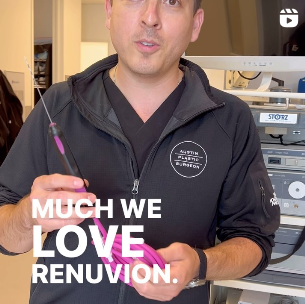 STORZ
AUSTIN
PLASTIC
SURGEON
MUCH WE
LOVE
RENUVION.